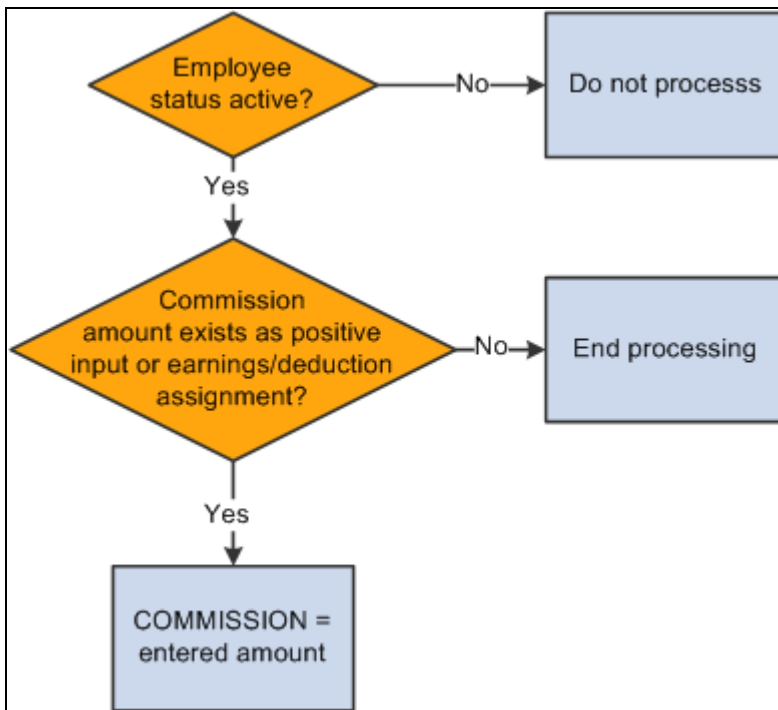 Employee
status active?
No
Do not processs
Yes
Commission
amount exists as positive
input or earnings/deduction
assignment?
No
End processing
Yes
COMMISSION =
entered amount